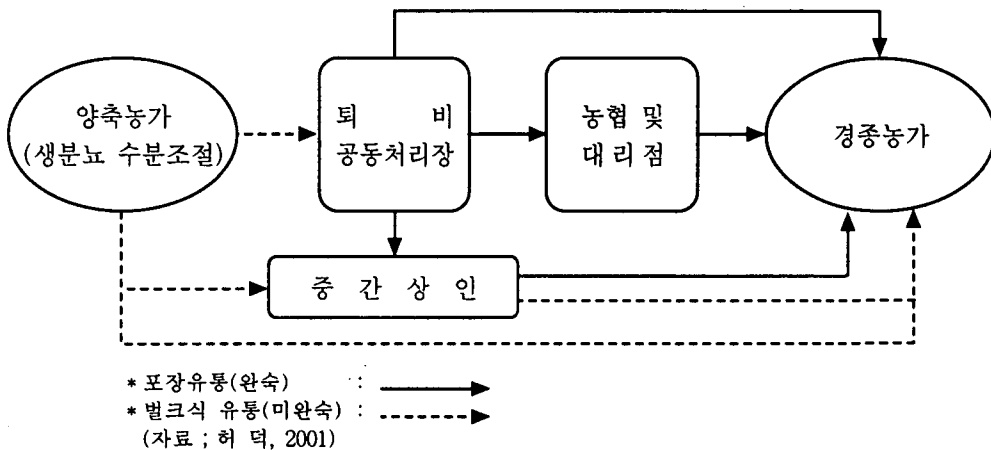 양축농가
(생분뇨 수분조절)
퇴 비
공동처리장
농협 및
대리점
경종농가
중 간 상 인
* 포장유통(완숙) :
* 벌크식 유통(미완숙) :
(자료 ; 허 덕, 2001)